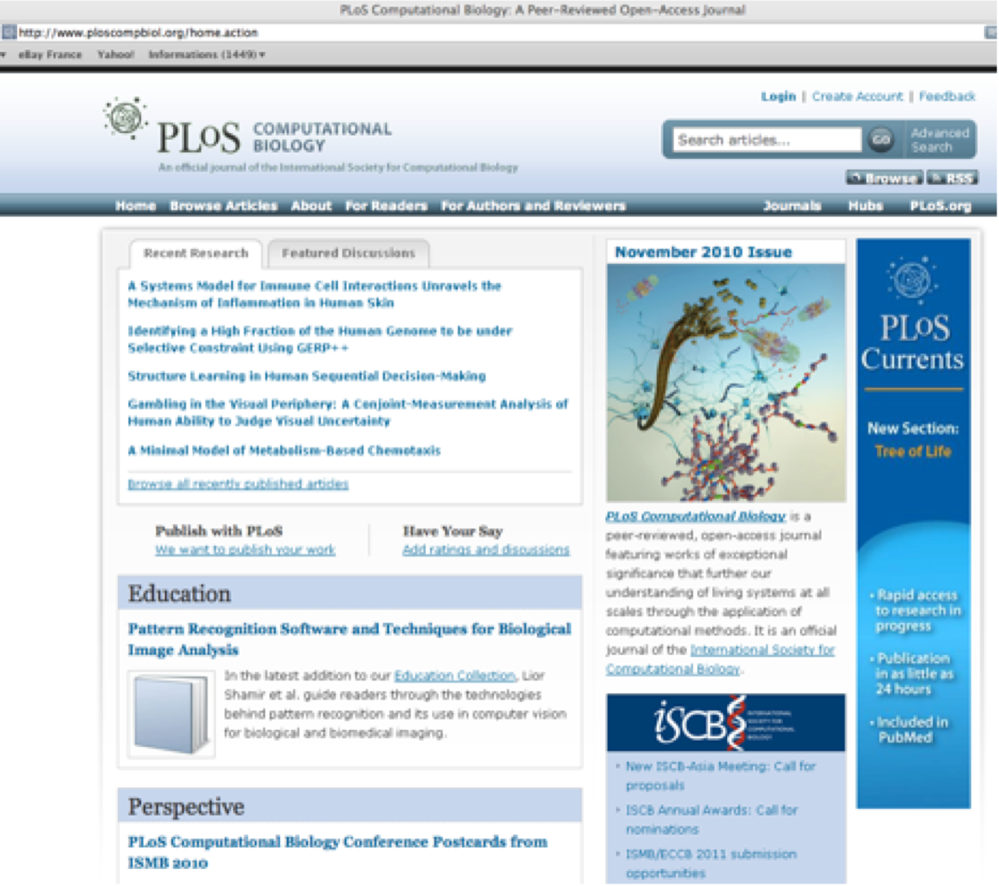 PLoS Computational Biology: A Peer-Reviewed Open-Access Journal
http://www.ploscompbiol.org/home.action
eBay France Yahoo! Informations (1449)
Login | Create Account | Feedback
PLoS COMPUTATIONAL
BIOLOGY
An official journal of the International Society for Computational Biology
Search articles... GO Advanced
Search
Browse RSS
Home Browse Articles About For Readers For Authors and Reviewers Journals Hubs PLoS.org
Recent Research Featured Discussions
A Systems Model for Immune Cell Interactions Unravels the
Mechanism of Inflammation in Human Skin
Identifying a High Fraction of the Human Genome to be under
Selective Constraint Using GERP++
Structure Learning in Human Sequential Decision-Making
Gambling in the Visual Periphery: A Conjoint-Measurement Analysis of
Human Ability to Judge Visual Uncertainty
A Minimal Model of Metabolism-Based Chemotaxis
Browse all recently published articles
Publish with PLoS
We want to publish your work
Have Your Say
Add ratings and discussions
Education
Pattern Recognition Software and Techniques for Biological
Image Analysis
In the latest addition to our Education Collection, Lior
Shamir et al. guide readers through the technologies
behind pattern recognition and its use in computer vision
for biological and biomedical imaging.
Perspective
PLoS Computational Biology Conference Postcards from
ISMB 2010
November 2010 Issue
PLoS Computational Biology is a
peer-reviewed, open-access journal
featuring works of exceptional
significance that further our
understanding of living systems at all
scales through the application of
computational methods. It is an official
journal of the International Society for
Computational Biology.
iSCB
INTERNATIONAL
SOCIETY FOR
COMPUTATIONAL
BIOLOGY
• New ISCB-Asia Meeting: Call for
proposals
• ISCB Annual Awards: Call for
nominations
• ISMB/ECCB 2011 submission
opportunities
PLoS
Currents
New Section:
Tree of Life
• Rapid access
to research in
progress
• Publication
in as little as
24 hours
• Included in
PubMed